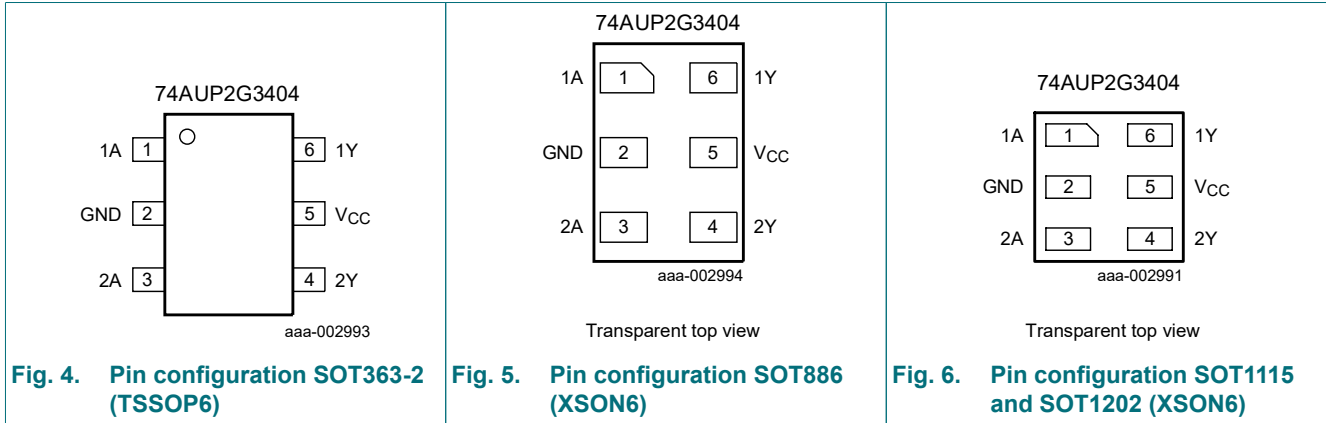 74AUP2G3404
1A 1 6 1Y
GND 2 5 VCC
2A 3 4 2Y
aaa-002993
Fig. 4. Pin configuration SOT363-2
(TSSOP6)
74AUP2G3404
1A 1 6 1Y
GND 2 5 VCC
2A 3 4 2Y
aaa-002994
Transparent top view
Fig. 5. Pin configuration SOT886
(XSON6)
74AUP2G3404
1A 1 6 1Y
GND 2 5 VCC
2A 3 4 2Y
aaa-002991
Transparent top view
Fig. 6. Pin configuration SOT1115
and SOT1202 (XSON6)